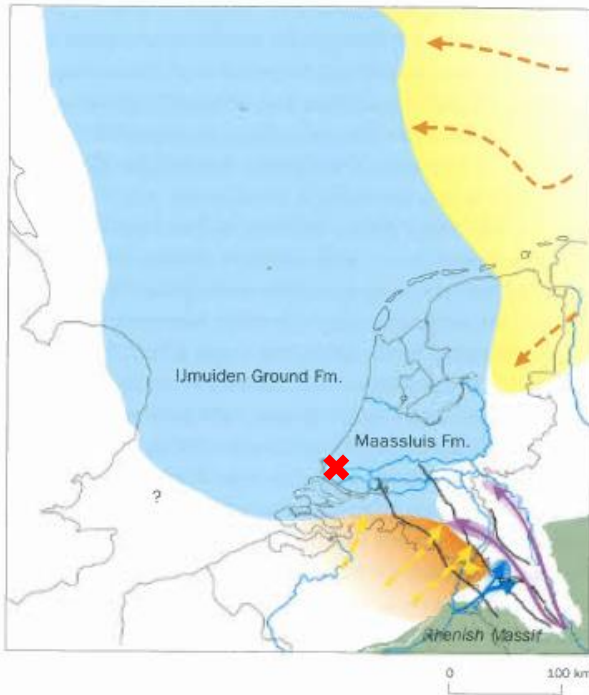 IJmuiden Ground Fm.
Maassluis Fm.
?
Rhenish Massif
0 100 km